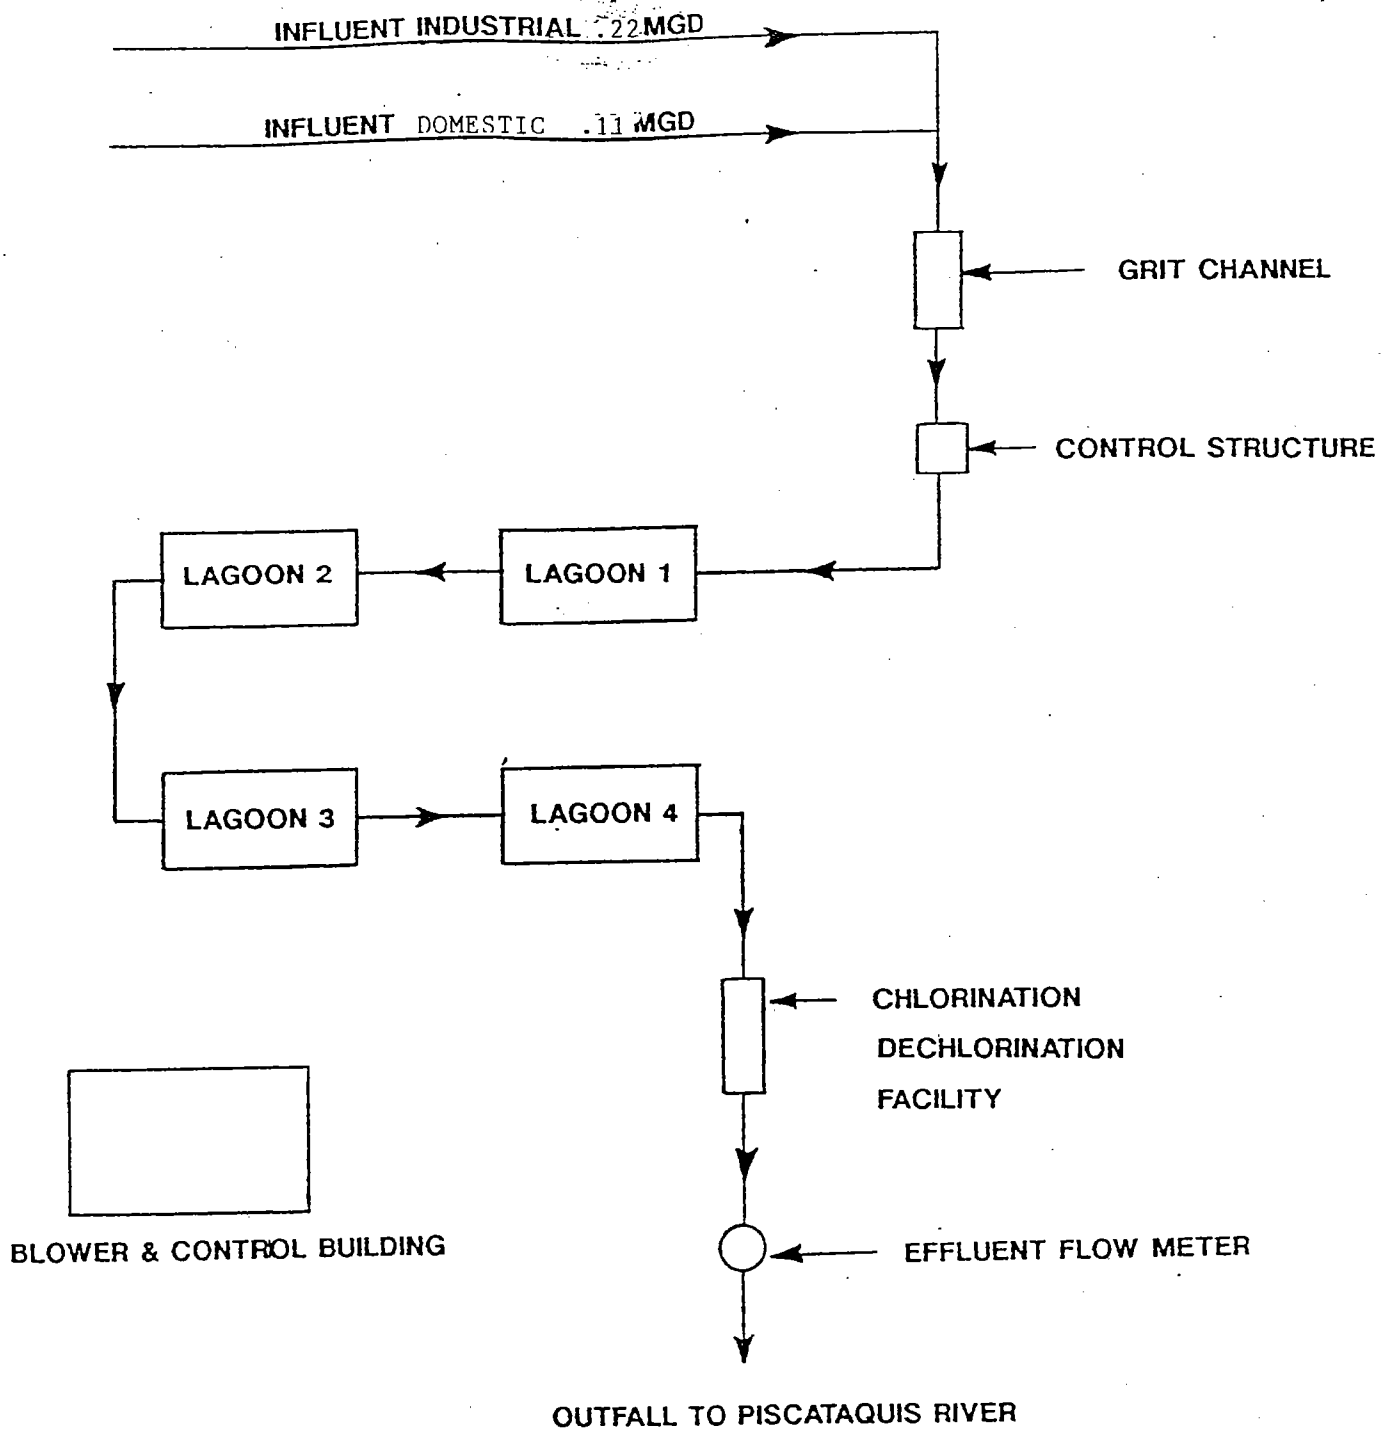 INFLUENT INDUSTRIAL .22 MGD
INFLUENT DOMESTIC .11 MGD
GRIT CHANNEL
CONTROL STRUCTURE
LAGOON 2
LAGOON 1
LAGOON 3
LAGOON 4
CHLORINATION
DECHLORINATION
FACILITY
BLOWER & CONTROL BUILDING
EFFLUENT FLOW METER
OUTFALL TO PISCATAQUIS RIVER